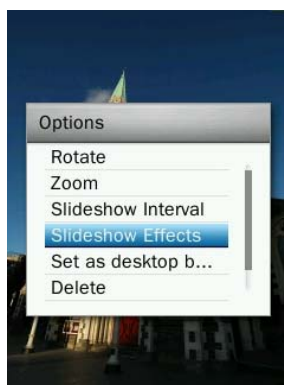 Options
Rotate
Zoom
Slideshow Interval
Slideshow Effects
Set as desktop b...
Delete